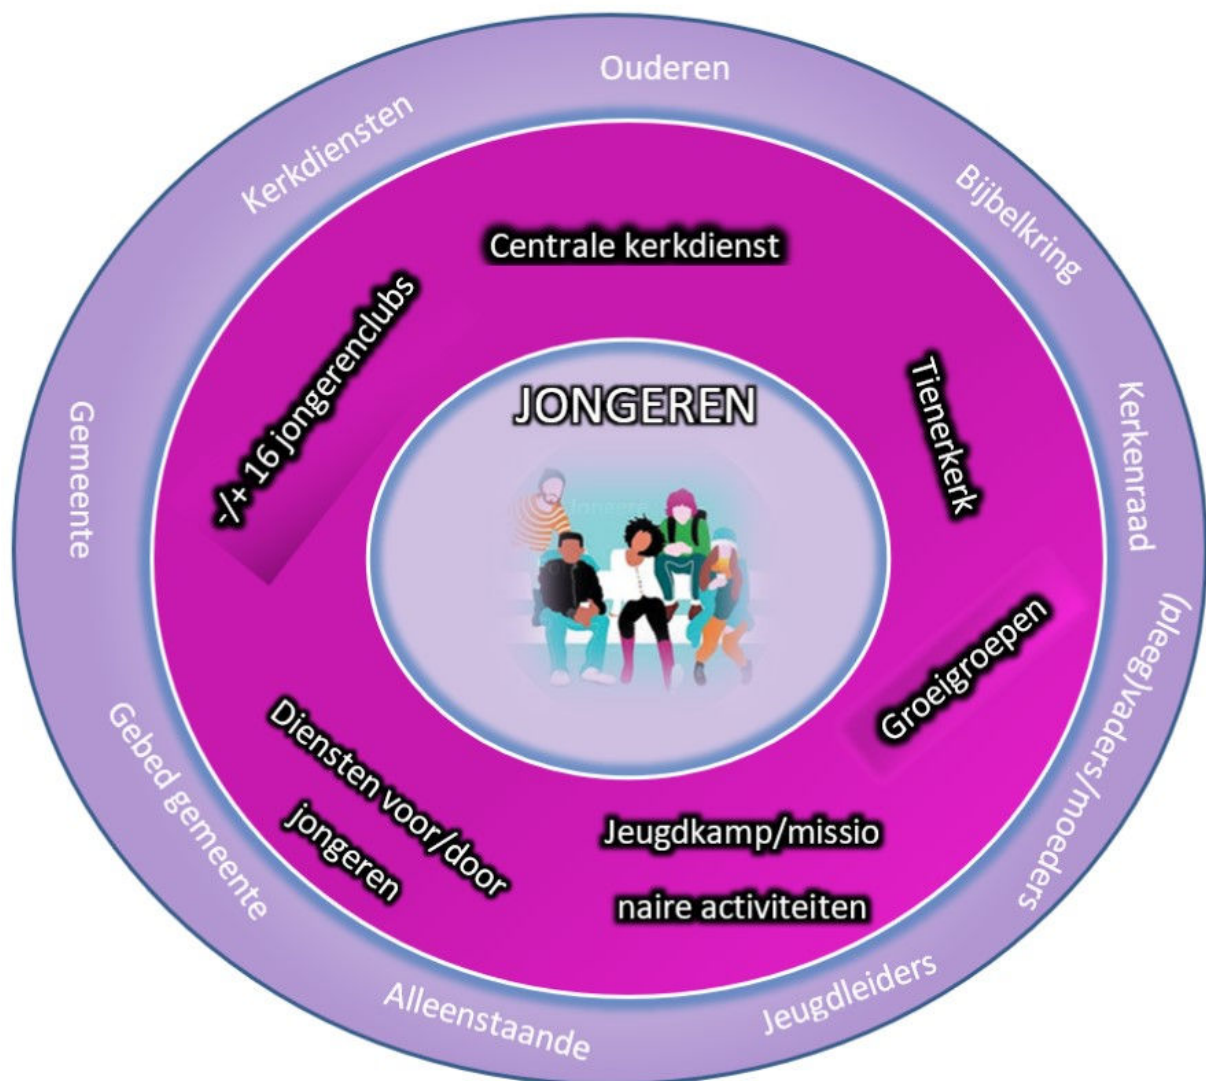 Ouderen
Bijbelkring
Kerkenraad
(pleeg)vaders/moeders
Jeugdleiders
Alleenstaande
Gebed gemeente
Gemeente
Kerkdiensten
Centrale kerkdienst
Tienerkerk
Groeigroepen
Jeugdkamp/missio
naire activiteiten
Diensten voor/door
jongeren
-/+ 16 jongerenclubs
JONGEREN